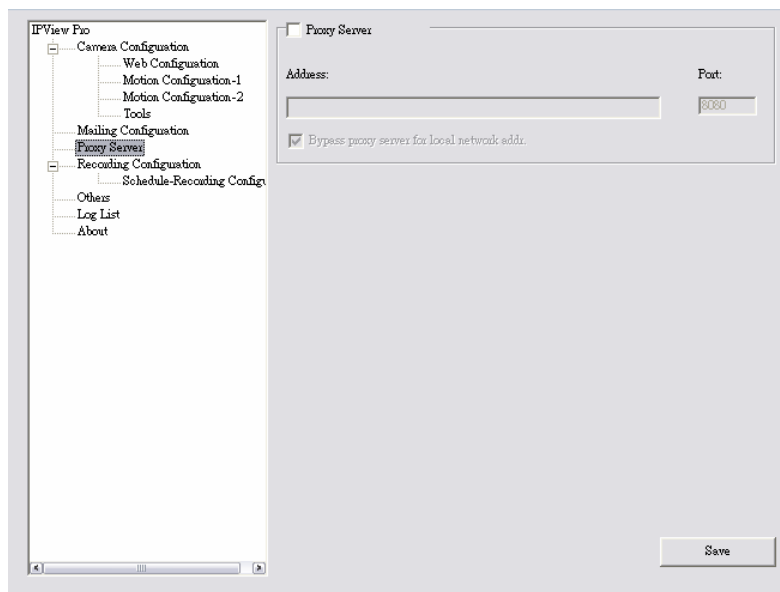 IPView Pro
Camera Configuration
Web Configuration
Motion Configuration-1
Motion Configuration-2
Tools
Mailing Configuration
Proxy Server
Recording Configuration
Schedule-Recording
Others
Log List
About
Proxy Server
Address:
Port:
8080
Bypass proxy server for local network addr.
Save